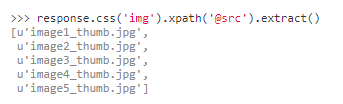 >>> response.css('img').xpath('@src').extract()
[u'image1_thumb.jpg',
 u'image2_thumb.jpg',
 u'image3_thumb.jpg',
 u'image4_thumb.jpg',
 u'image5_thumb.jpg']